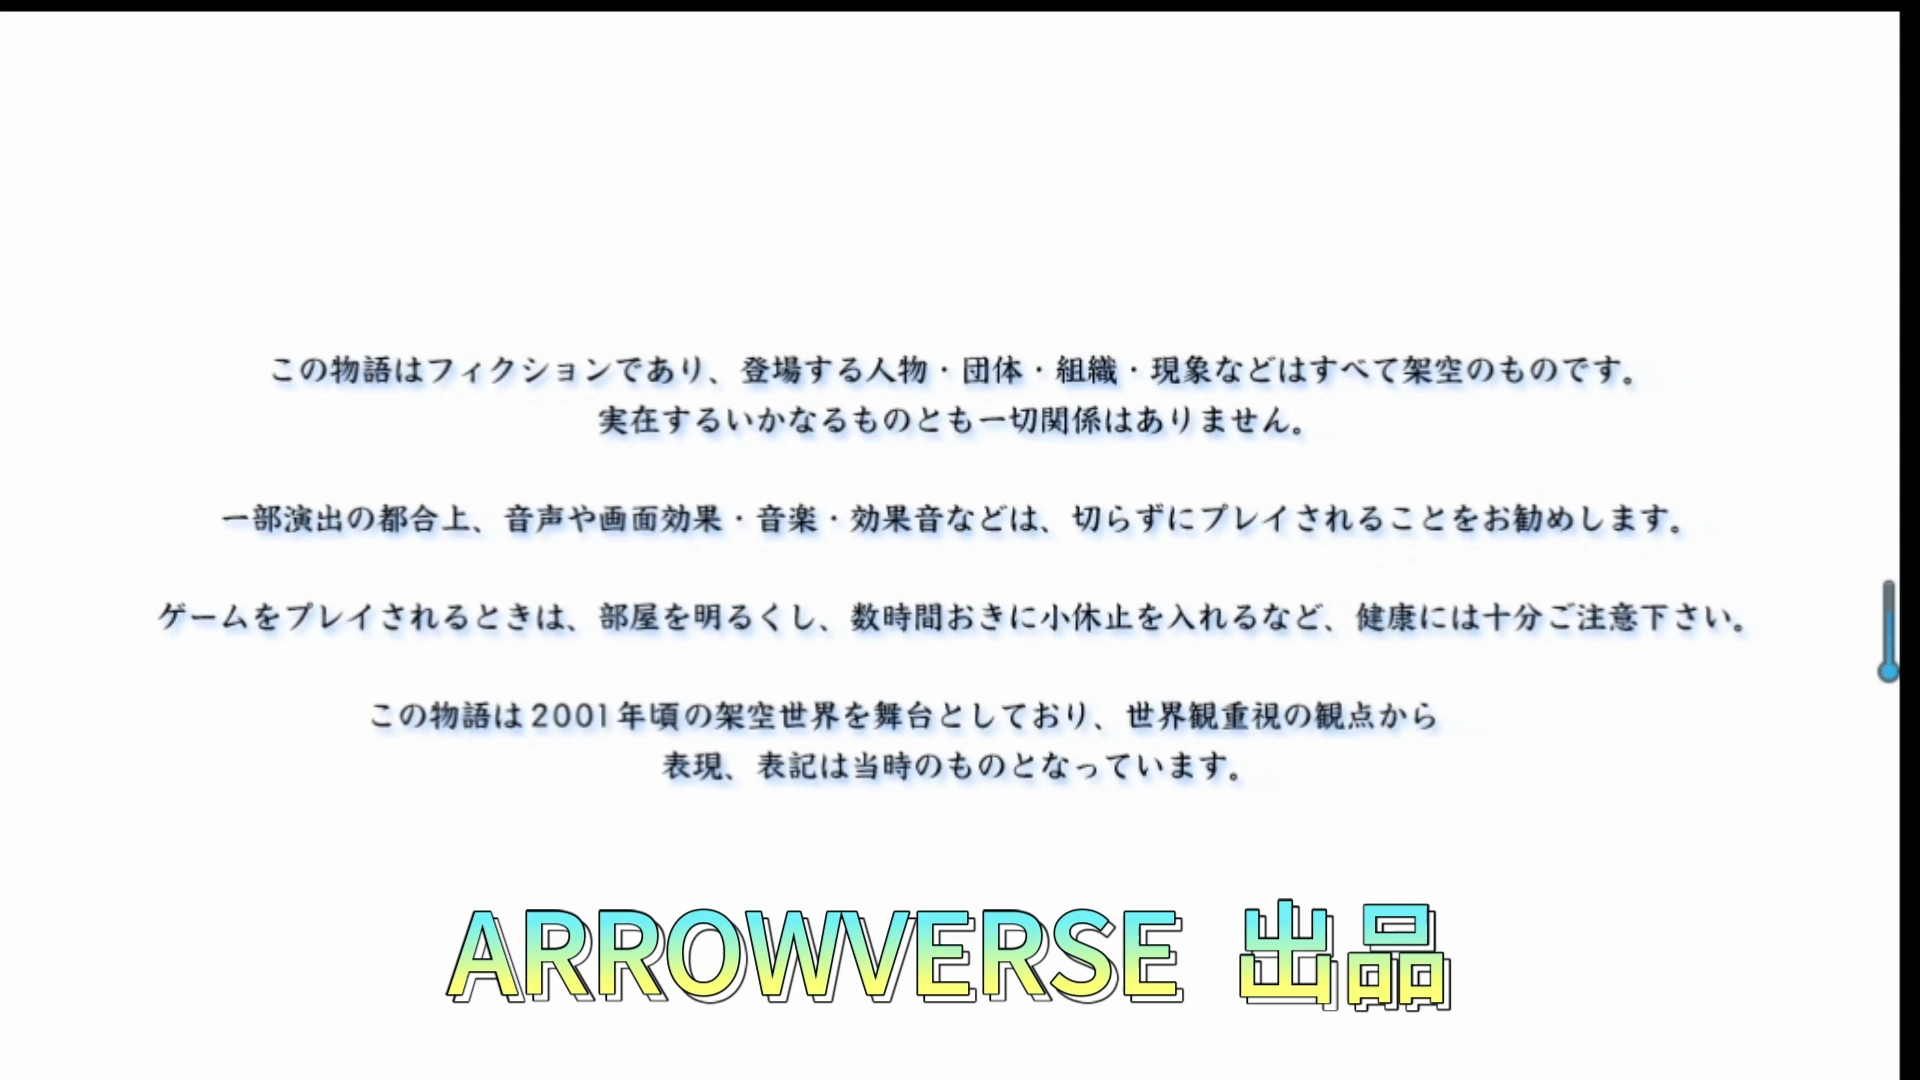 この物語はフィクションであり、登場する人物・団体・組織・現象などはすべて架空のものです。
実在するいかなるものとも一切関係はありません。
一部演出の都合上、音声や画面効果・音楽・効果音などは、切らずにプレイされることをお勧めします。
ゲームをプレイされるときは、部屋を明るくし、数時間おきに小休止を入れるなど、健康には十分ご注意下さい。
この物語は2001年頃の架空世界を舞台としており、世界観重視の観点から
表現、表記は当時のものとなっています。
ARROWVERSE 出品